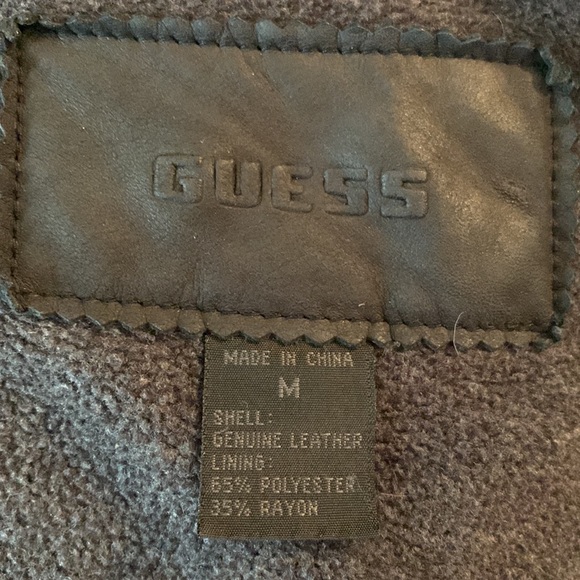 GUESS
MADE IN CHINA
M
SHELL:
GENUINE LEATHER
LINING:
65% POLYESTER
35% RAYON